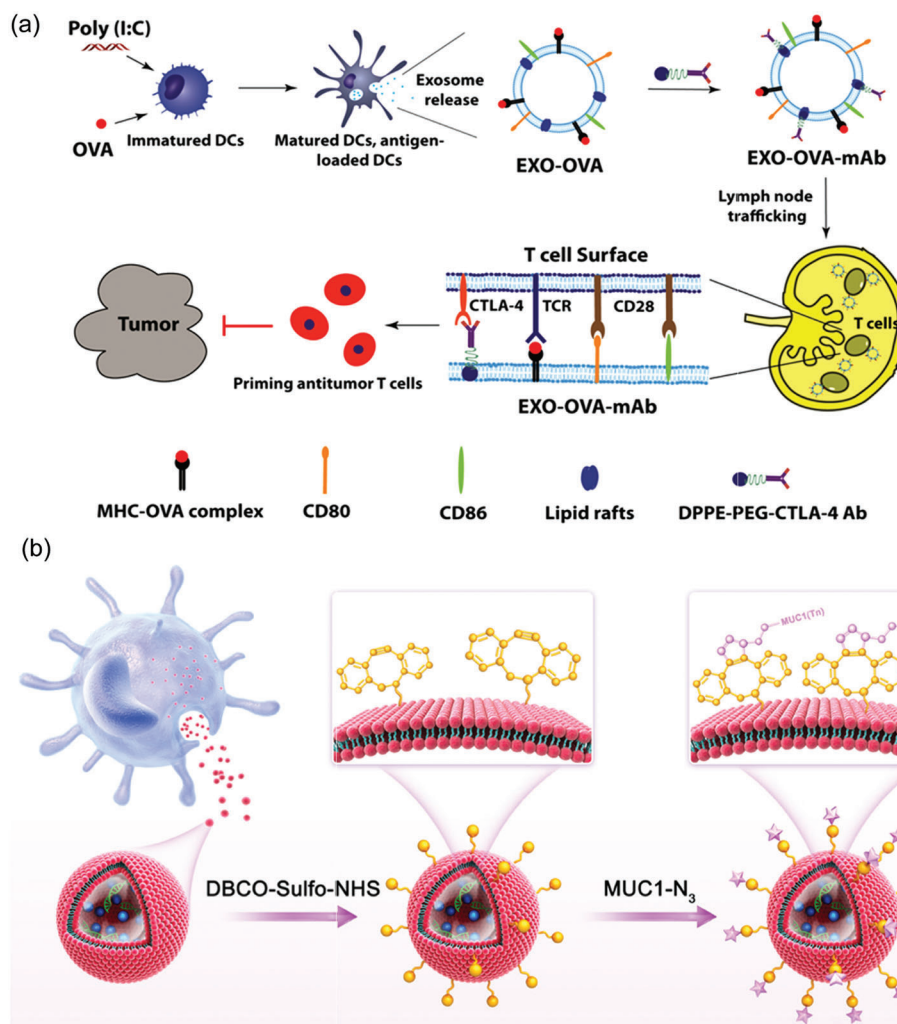 (a)
Poly (I:C)
OVA
Immatured DCs
Matured DCs, antigen-
loaded DCs
Exosome
release
EXO-OVA
EXO-OVA-mAb
Lymph node
trafficking
T cell Surface
CTLA-4
TCR
CD28
T cells
Tumor
Priming antitumor T cells
EXO-OVA-mAb
MHC-OVA complex
CD80
CD86
Lipid rafts
DPPE-PEG-CTLA-4 Ab
(b)
MUC1(Tn)
DBCO-Sulfo-NHS
MUC1-N₃